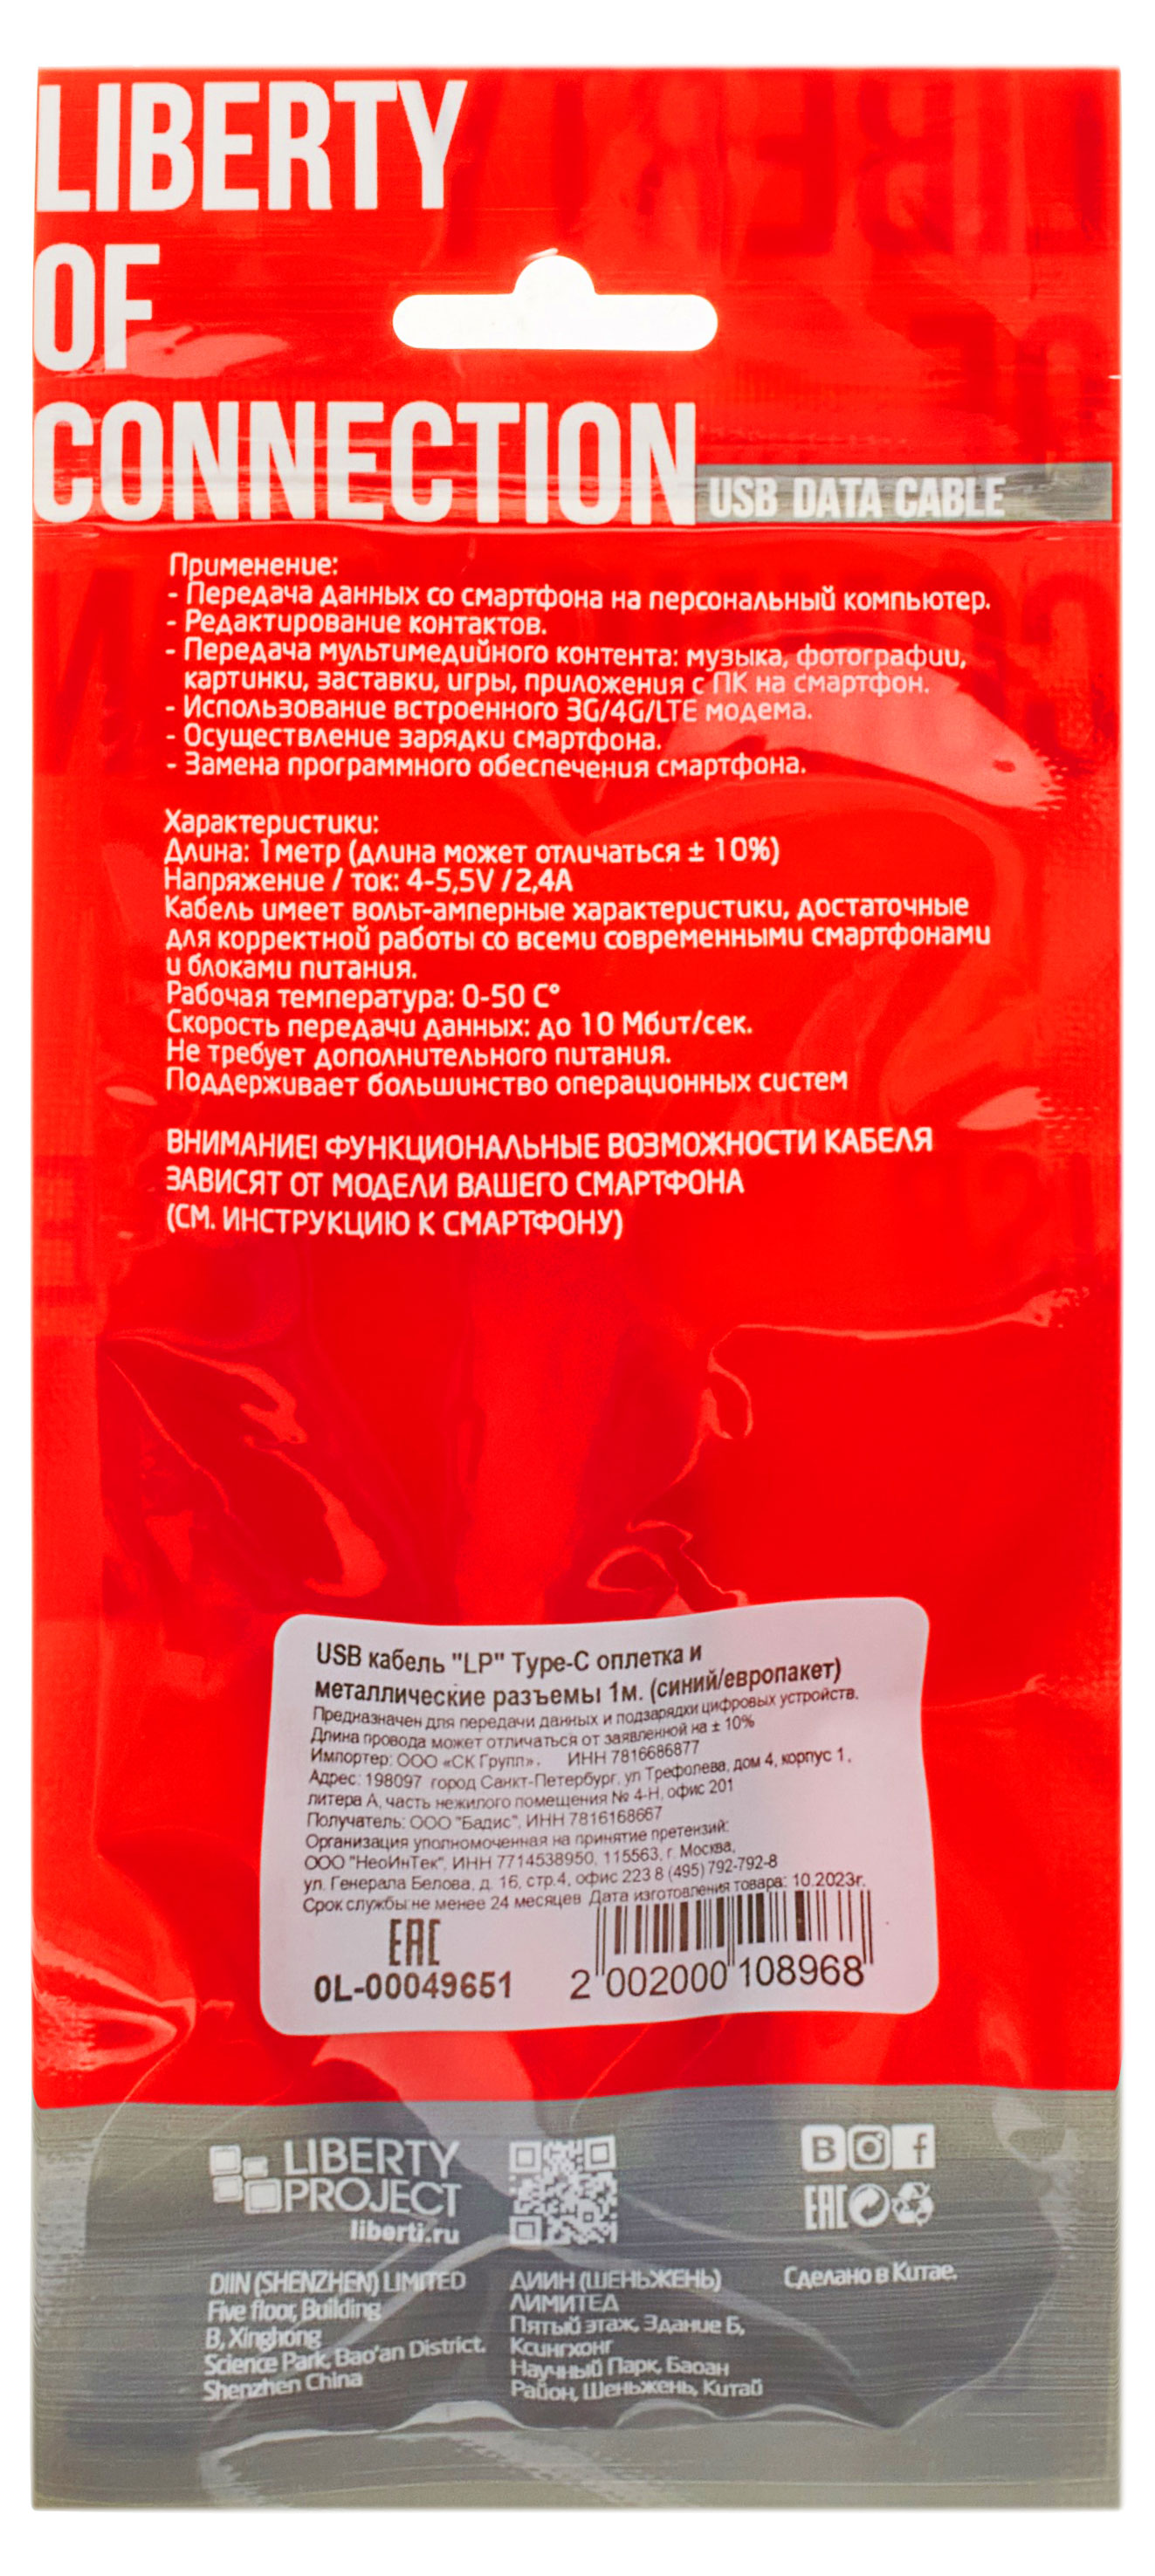 LIBERTY
OF
CONNECTION
USB DATA CABLE
Применение:
- Передача данных со смартфона на персональный компьютер.
- Редактирование контактов.
- Передача мультимедийного контента: музыка, фотографии,
картинки, заставки, игры, приложения с ПК на смартфон.
- Использование встроенного 3G/4G/LTE модема.
- Осуществление зарядки смартфона.
- Замена программного обеспечения смартфона.
Характеристики:
Длина: 1метр (длина может отличаться ± 10%)
Напряжение / ток: 4-5,5V / 2,4A
Кабель имеет вольт-амперные характеристики, достаточные
для корректной работы со всеми современными смартфонами
и блоками питания.
Рабочая температура: 0-50 С°
Скорость передачи данных: до 10 Мбит/сек.
Не требует дополнительного питания.
Поддерживает большинство операционных систем
ВНИМАНИЕ! ФУНКЦИОНАЛЬНЫЕ ВОЗМОЖНОСТИ КАБЕЛЯ
ЗАВИСЯТ ОТ МОДЕЛИ ВАШЕГО СМАРТФОНА
(СМ. ИНСТРУКЦИЮ К СМАРТФОНУ)
USB кабель "LP" Type-C оплетка и
металлические разъемы 1м. (синий/европакет)
Предназначен для передачи данных и подзарядки цифровых устройств.
Длина провода может отличаться от заявленной на ± 10%
Импортер: ООО «СК Групп», ИНН 7816686877
Адрес: 198097 город Санкт-Петербург, ул Трефолева, дом 4, корпус 1,
литера А, часть нежилого помещения № 4-Н, офис 201
Получатель: ООО "Бадис", ИНН 7816168667
Организация уполномоченная на принятие претензий:
ООО "НеоИнТек", ИНН 7714538950, 115563, г. Москва,
ул. Генерала Белова, д. 16, стр.4, офис 223 8 (495) 792-792-8
Срок службы не менее 24 месяцев Дата изготовления товара: 10.2023г.
EAC
0L-00049651
2 002000 108968
LIBERTY
PROJECT
liberti.ru
EAC
DIIN (SHENZHEN) LIMITED
Five floor, Building
B, Xinghong
Science Park, Bao'an District.
Shenzhen China
ДИИН (ШЕНЬЖЕНЬ)
ЛИМИТЕД
Пятый этаж, Здание Б,
Ксингхонг
Научный Парк, Баоан
Район, Шеньжень, Китай
Сделано в Китае.